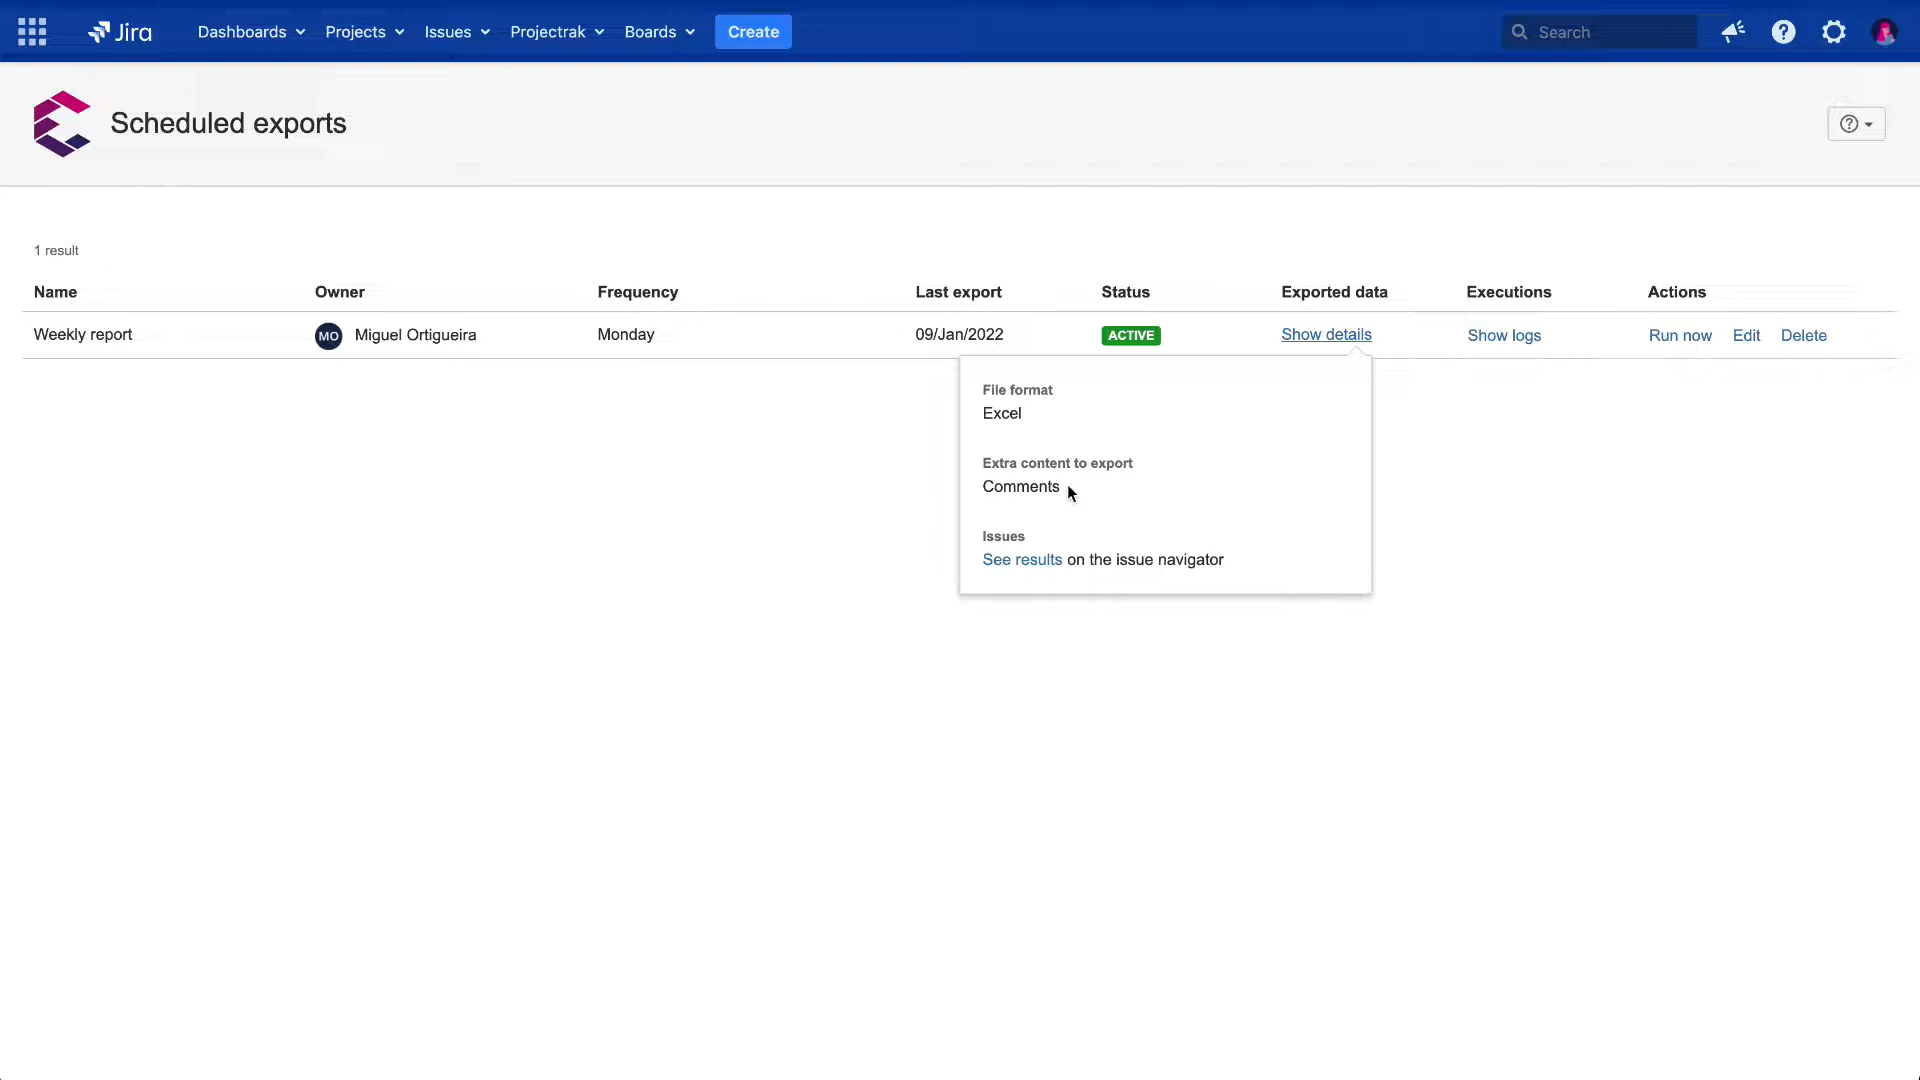 Jira Dashboards Projects Issues Projectrak Boards Create Search
Scheduled exports
1 result
Name Owner Frequency Last export Status Exported data Executions Actions
Weekly report MO Miguel Ortigueira Monday 09/Jan/2022 ACTIVE Show details Show logs Run now Edit Delete
File format
Excel
Extra content to export
Comments
Issues
See results on the issue navigator